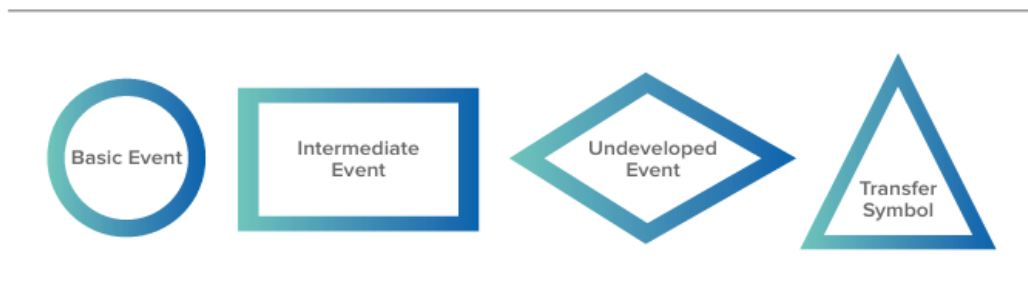 Basic Event
Intermediate
Event
Undeveloped
Event
Transfer
Symbol